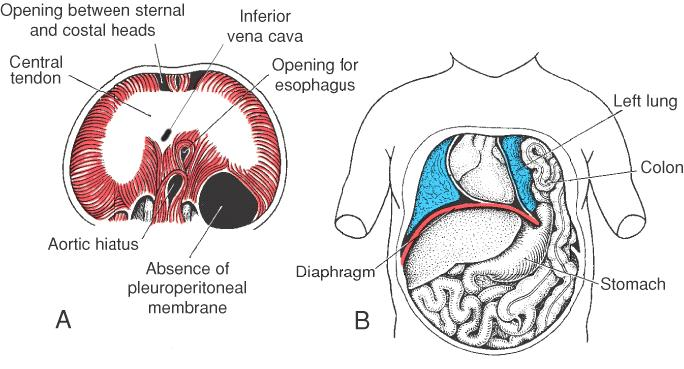 Opening between sternal
and costal heads
Inferior
vena cava
Central
tendon
Opening for
esophagus
Aortic hiatus
Absence of
pleuroperitoneal
membrane
A
Left lung
Colon
Diaphragm
Stomach
B